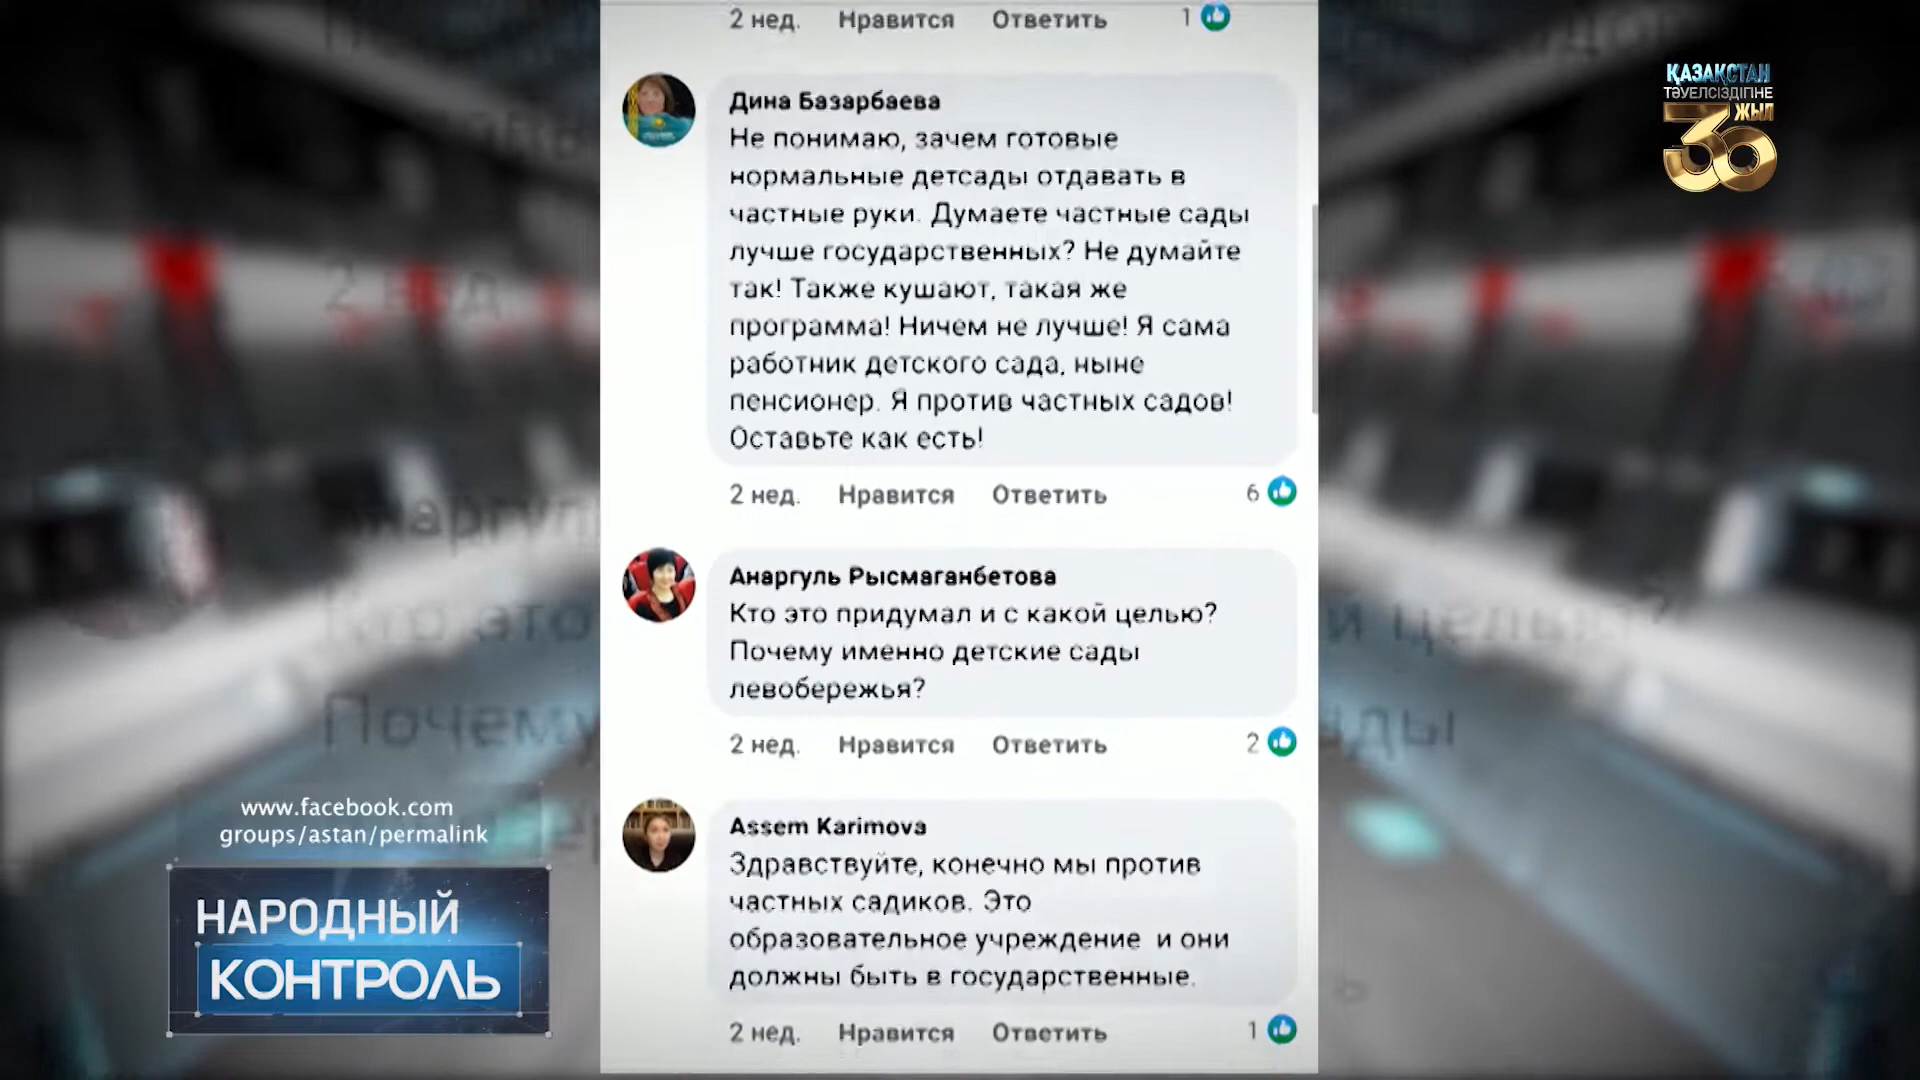 2 нед. Нравится Ответить 1
Дина Базарбаева
Не понимаю, зачем готовые
нормальные детсады отдавать в
частные руки. Думаете частные сады
лучше государственных? Не думайте
так! Также кушают, такая же
программа! Ничем не лучше! Я сама
работник детского сада, ныне
пенсионер. Я против частных садов!
Оставьте как есть!
2 нед. Нравится Ответить 6
Анаргуль Рысмаганбетова
Кто это придумал и с какой целью?
Почему именно детские сады
левобережья?
2 нед. Нравится Ответить 2
Assem Karimova
Здравствуйте, конечно мы против
частных садиков. Это
образовательное учреждение и они
должны быть в государственные.
2 нед. Нравится Ответить 1
ҚАЗАҚСТАН
ТӘУЕЛСІЗДІГІНЕ
30 ЖЫЛ
www.facebook.com
groups/astan/permalink
НАРОДНЫЙ
КОНТРОЛЬ